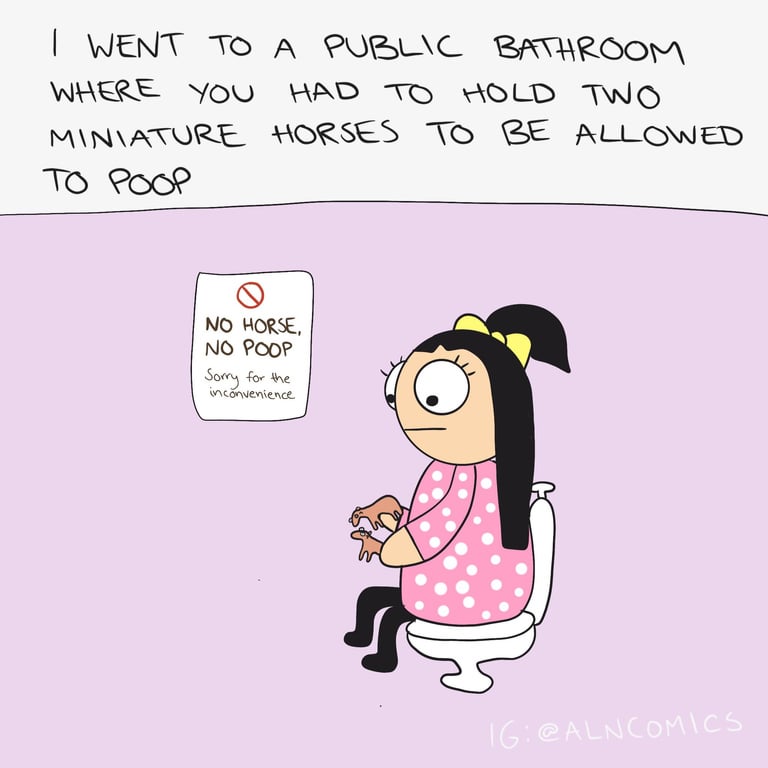 I WENT TO A PUBLIC BATHROOM
WHERE YOU HAD TO HOLD TWO
MINIATURE HORSES TO BE ALLOWED
TO POOP
NO HORSE,
NO POOP
Sorry for the
inconvenience
IG: @ALNCOMICS